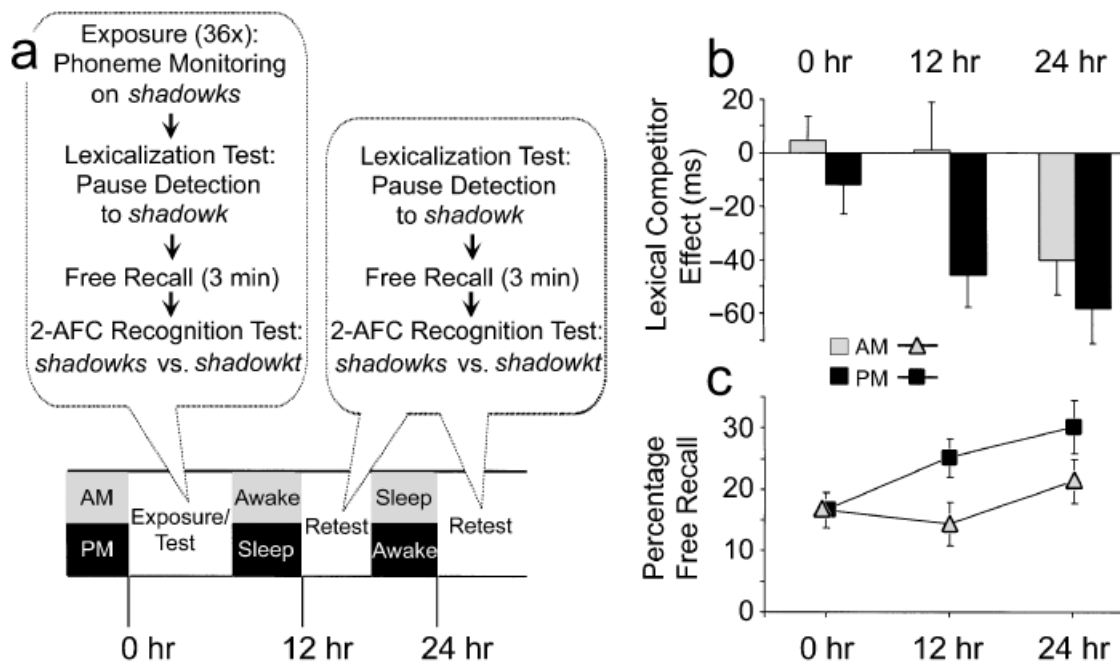 a
Exposure (36x):
Phoneme Monitoring
on shadowks
Lexicalization Test:
Pause Detection
to shadowk
Free Recall (3 min)
2-AFC Recognition Test:
shadowks vs. shadowkt
Lexicalization Test:
Pause Detection
to shadowk
Free Recall (3 min)
2-AFC Recognition Test:
shadowks vs. shadowkt
AM
PM
Exposure/
Test
Awake
Sleep
Retest
Sleep
Awake
Retest
0 hr
12 hr
24 hr
b
0 hr
12 hr
24 hr
Lexical Competitor
Effect (ms)
20
0
−20
−40
−60
AM
PM
c
Percentage
Free Recall
30
20
10
0
0 hr
12 hr
24 hr